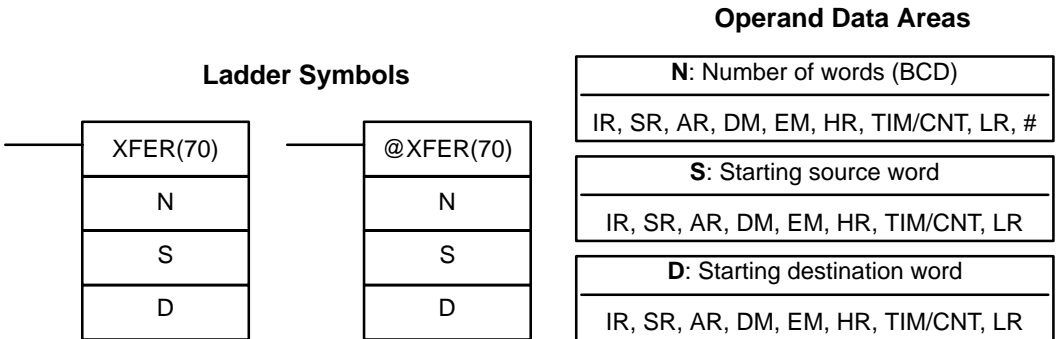 Ladder Symbols
XFER(70)
N
S
D
@XFER(70)
N
S
D
Operand Data Areas
N: Number of words (BCD)
IR, SR, AR, DM, EM, HR, TIM/CNT, LR, #
S: Starting source word
IR, SR, AR, DM, EM, HR, TIM/CNT, LR
D: Starting destination word
IR, SR, AR, DM, EM, HR, TIM/CNT, LR